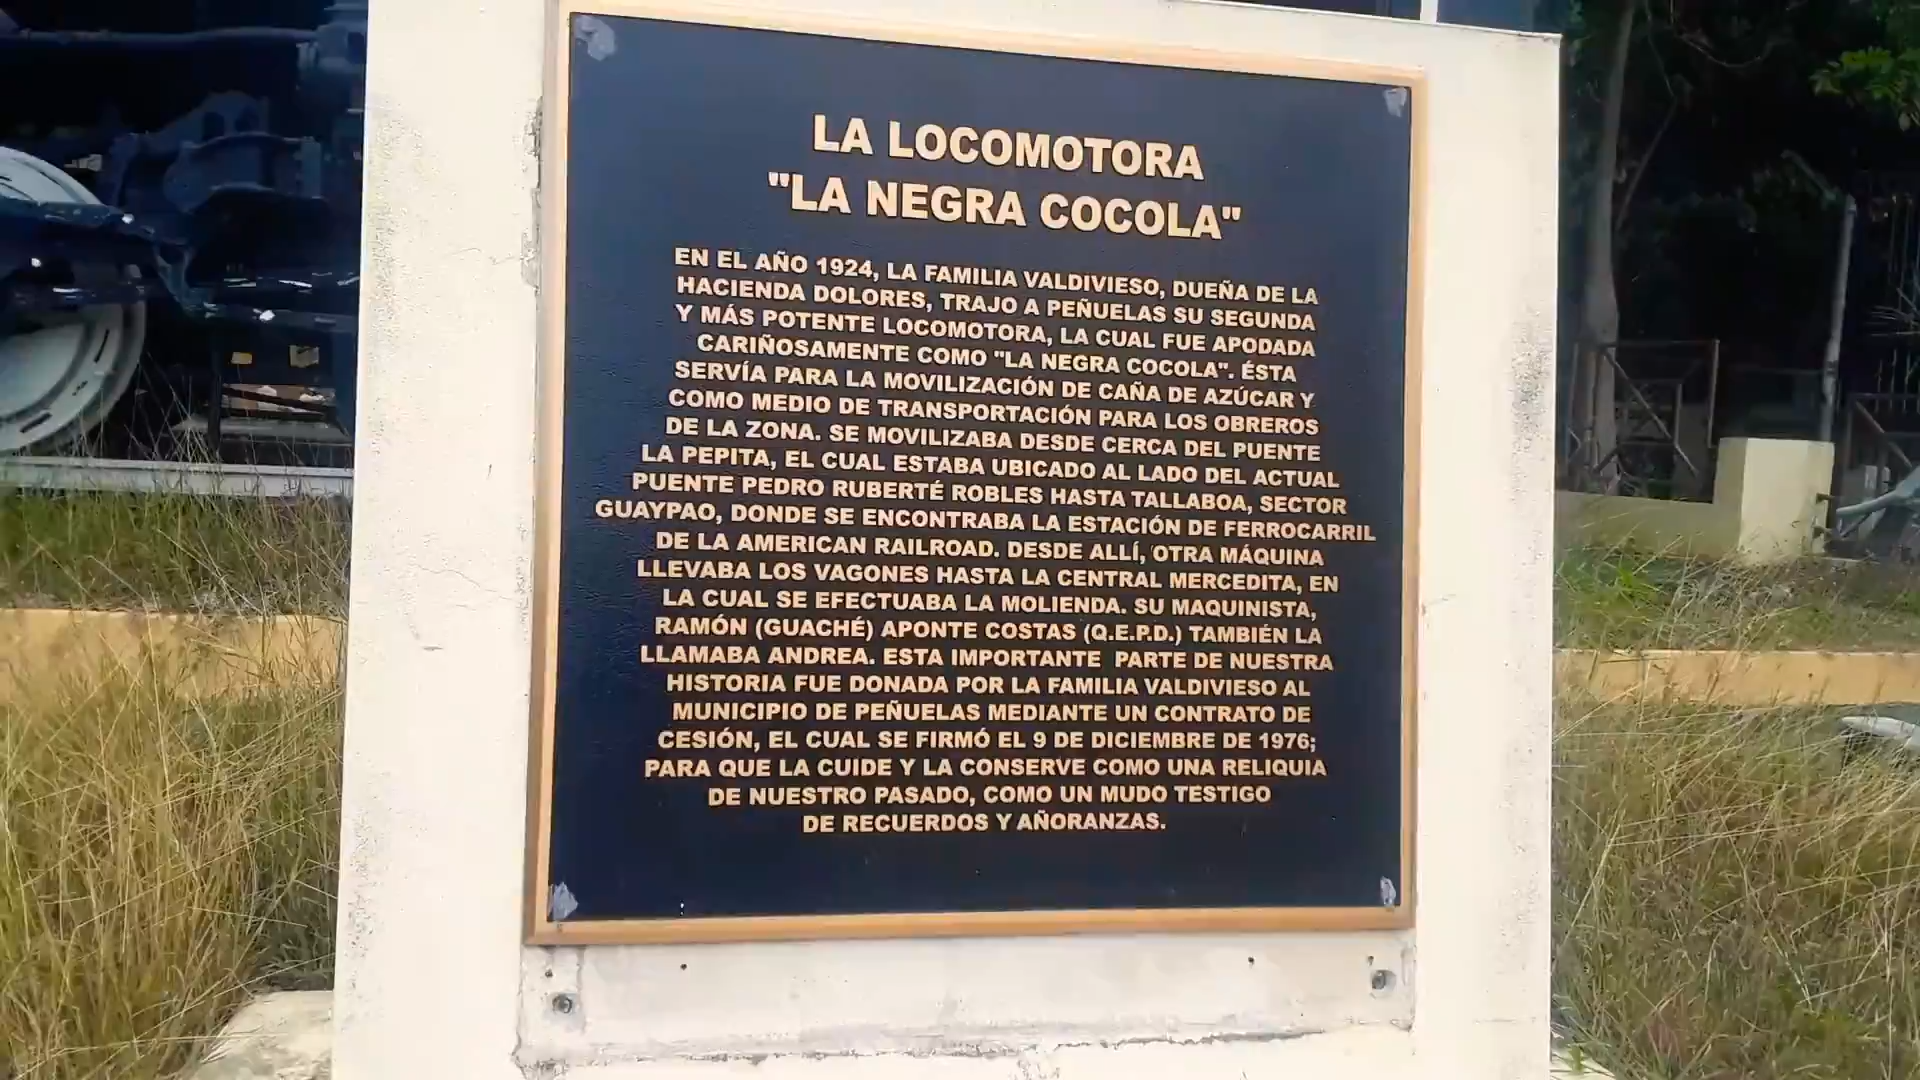 LA LOCOMOTORA
"LA NEGRA COCOLA"
EN EL AÑO 1924, LA FAMILIA VALDIVIESO, DUEÑA DE LA
HACIENDA DOLORES, TRAJO A PEÑUELAS SU SEGUNDA
Y MÁS POTENTE LOCOMOTORA, LA CUAL FUE APODADA
CARIÑOSAMENTE COMO "LA NEGRA COCOLA". ÉSTA
SERVÍA PARA LA MOVILIZACIÓN DE CAÑA DE AZÚCAR Y
COMO MEDIO DE TRANSPORTACIÓN PARA LOS OBREROS
DE LA ZONA. SE MOVILIZABA DESDE CERCA DEL PUENTE
LA PEPITA, EL CUAL ESTABA UBICADO AL LADO DEL ACTUAL
PUENTE PEDRO RUBERTÉ ROBLES HASTA TALLABOA, SECTOR
GUAYPAO, DONDE SE ENCONTRABA LA ESTACIÓN DE FERROCARRIL
DE LA AMERICAN RAILROAD. DESDE ALLÍ, OTRA MÁQUINA
LLEVABA LOS VAGONES HASTA LA CENTRAL MERCEDITA, EN
LA CUAL SE EFECTUABA LA MOLIENDA. SU MAQUINISTA,
RAMÓN (GUACHÉ) APONTE COSTAS (Q.E.P.D.) TAMBIÉN LA
LLAMABA ANDREA. ESTA IMPORTANTE PARTE DE NUESTRA
HISTORIA FUE DONADA POR LA FAMILIA VALDIVIESO AL
MUNICIPIO DE PEÑUELAS MEDIANTE UN CONTRATO DE
CESIÓN, EL CUAL SE FIRMÓ EL 9 DE DICIEMBRE DE 1976;
PARA QUE LA CUIDE Y LA CONSERVE COMO UNA RELIQUIA
DE NUESTRO PASADO, COMO UN MUDO TESTIGO
DE RECUERDOS Y AÑORANZAS.